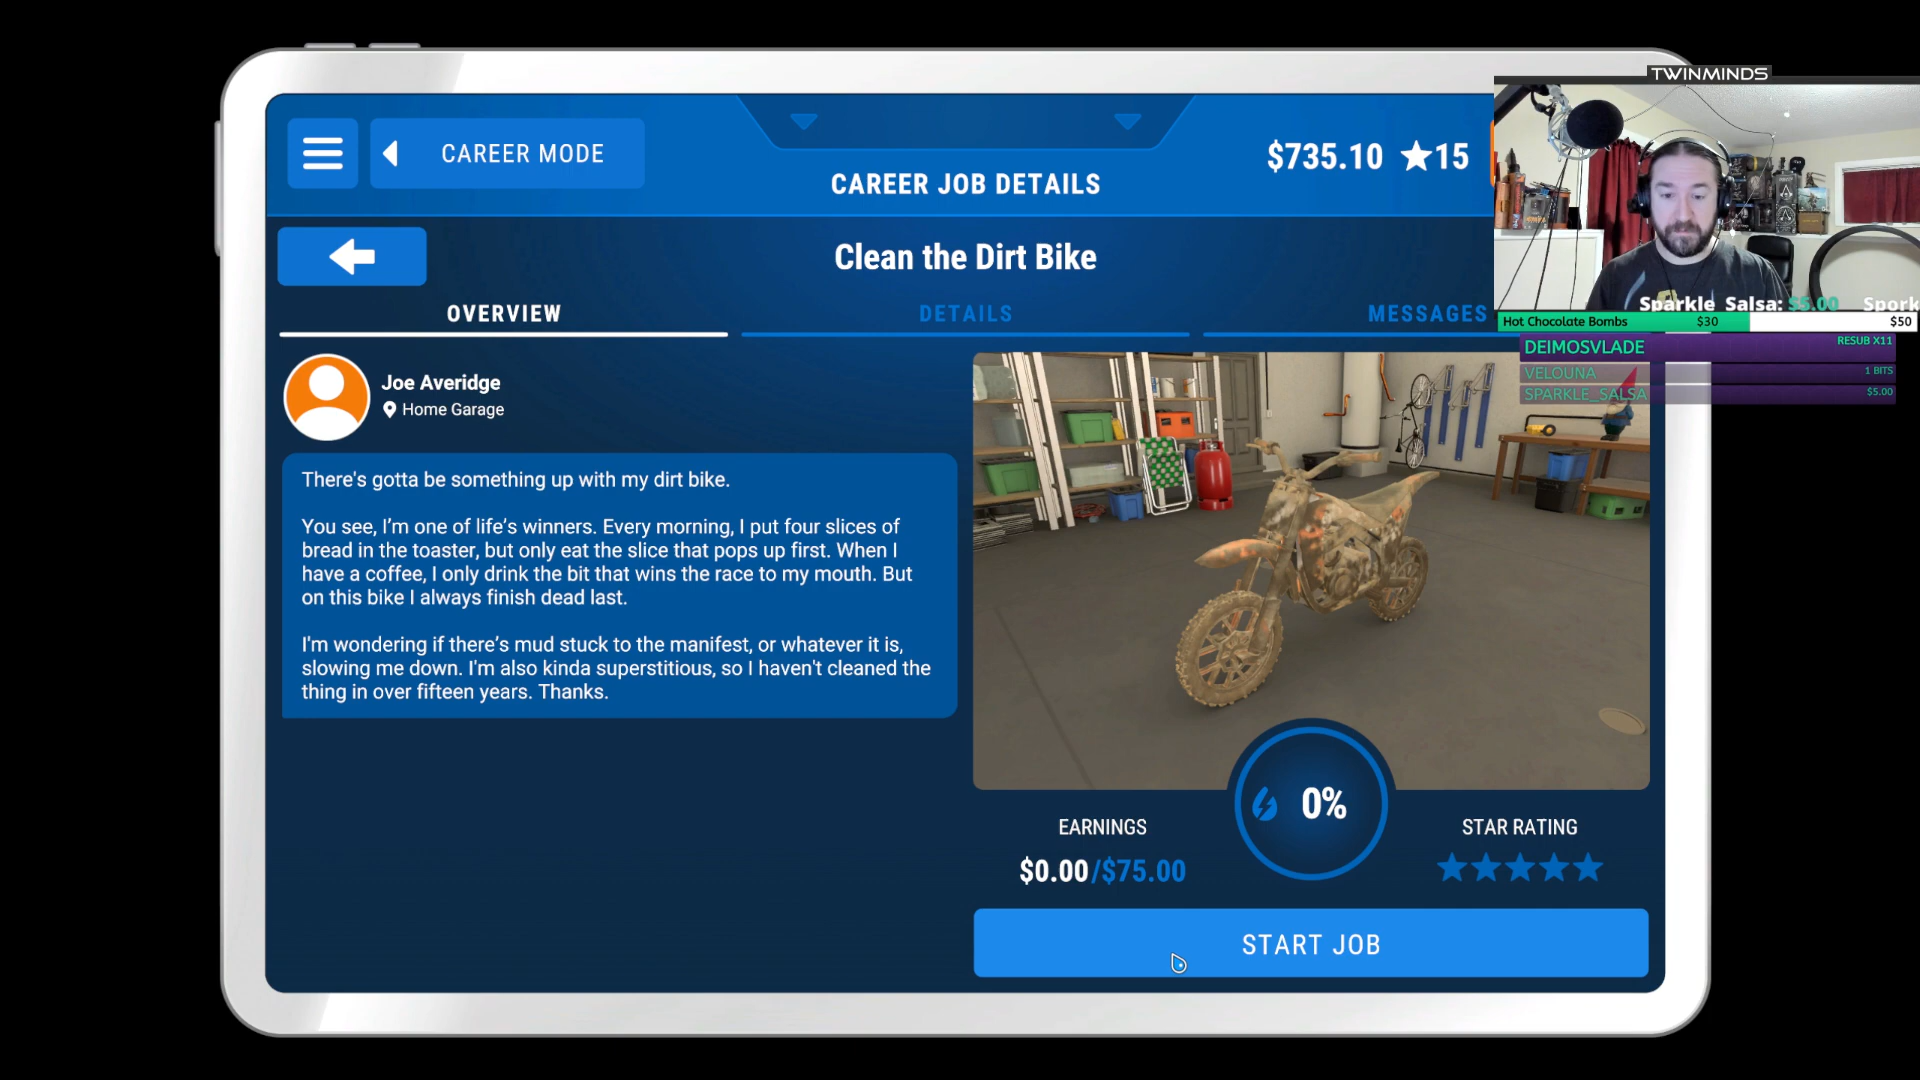 TWINMINDS
CAREER MODE
$735.10 ★15
CAREER JOB DETAILS
Clean the Dirt Bike
OVERVIEW
DETAILS
MESSAGES
Sparkle_Salsa: $5.00 Spork
Hot Chocolate Bombs $30 $50
DEIMOSVLADE RESUB X11
VELOUNA 1 BITS
SPARKLE_SALSA $5.00
Joe Averidge
Home Garage
There's gotta be something up with my dirt bike.
You see, I'm one of life's winners. Every morning, I put four slices of
bread in the toaster, but only eat the slice that pops up first. When I
have a coffee, I only drink the bit that wins the race to my mouth. But
on this bike I always finish dead last.
I'm wondering if there's mud stuck to the manifest, or whatever it is,
slowing me down. I'm also kinda superstitious, so I haven't cleaned the
thing in over fifteen years. Thanks.
0%
EARNINGS
$0.00/$75.00
STAR RATING
START JOB